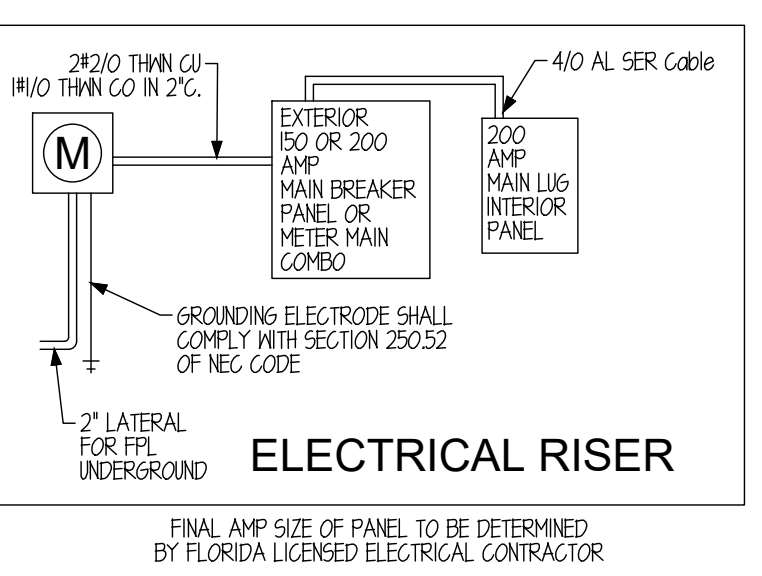 2#2/0 THWN CU
1#1/0 THWN CO IN 2"C.
4/0 AL SER Cable
M
EXTERIOR
150 OR 200
AMP
MAIN BREAKER
PANEL OR
METER MAIN
COMBO
200
AMP
MAIN LUG
INTERIOR
PANEL
GROUNDING ELECTRODE SHALL
COMPLY WITH SECTION 250.52
OF NEC CODE
2" LATERAL
FOR FPL
UNDERGROUND
ELECTRICAL RISER
FINAL AMP SIZE OF PANEL TO BE DETERMINED
BY FLORIDA LICENSED ELECTRICAL CONTRACTOR